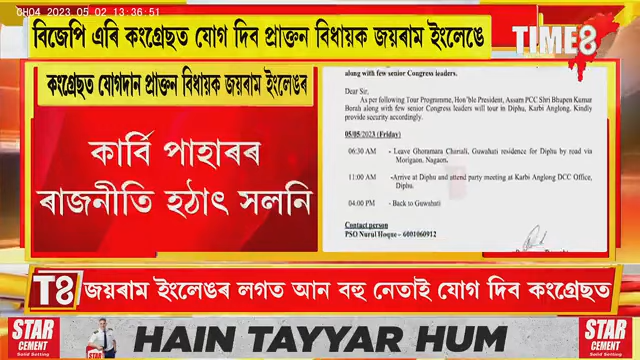 CH04 2023-05-02 13:36:51
বিজেপি এৰি কংগ্ৰেছত যোগ দিব প্ৰাক্তন বিধায়ক জয়ৰাম ইংলেঙে
TIME8
কংগ্ৰেছত যোগদান প্ৰাক্তন বিধায়ক জয়ৰাম ইংলেঙৰ
কাৰ্বি পাহাৰৰ
ৰাজনীতি হঠাৎ সলনি
along with few senior Congress leaders.
Dear Sir,
As per following Tour Programme, Hon'ble President, Assam PCC Shri Bhupen Kumar
Borah along with few senior Congress leaders will tour in Diphu, Karbi Anglong. Kindly
provide security accordingly.
05/05/2023 (Friday)
06:30 AM - Leave Ghoramara Chariali, Guwahati residence for Diphu by road via
Morigaon, Nagaon.
11:00 AM - Arrive at Diphu and attend party meeting at Karbi Anglong DCC Office,
Diphu.
04:00 PM - Back to Guwahati
Contact person
PSO Nurul Hoque - 6001060912
T8 জয়ৰাম ইংলেঙৰ লগত আন বহু নেতাই যোগ দিব কংগ্ৰেছত
STAR CEMENT
Solid Setting
HAIN TAYYAR HUM
STAR CEMENT
Solid Setting